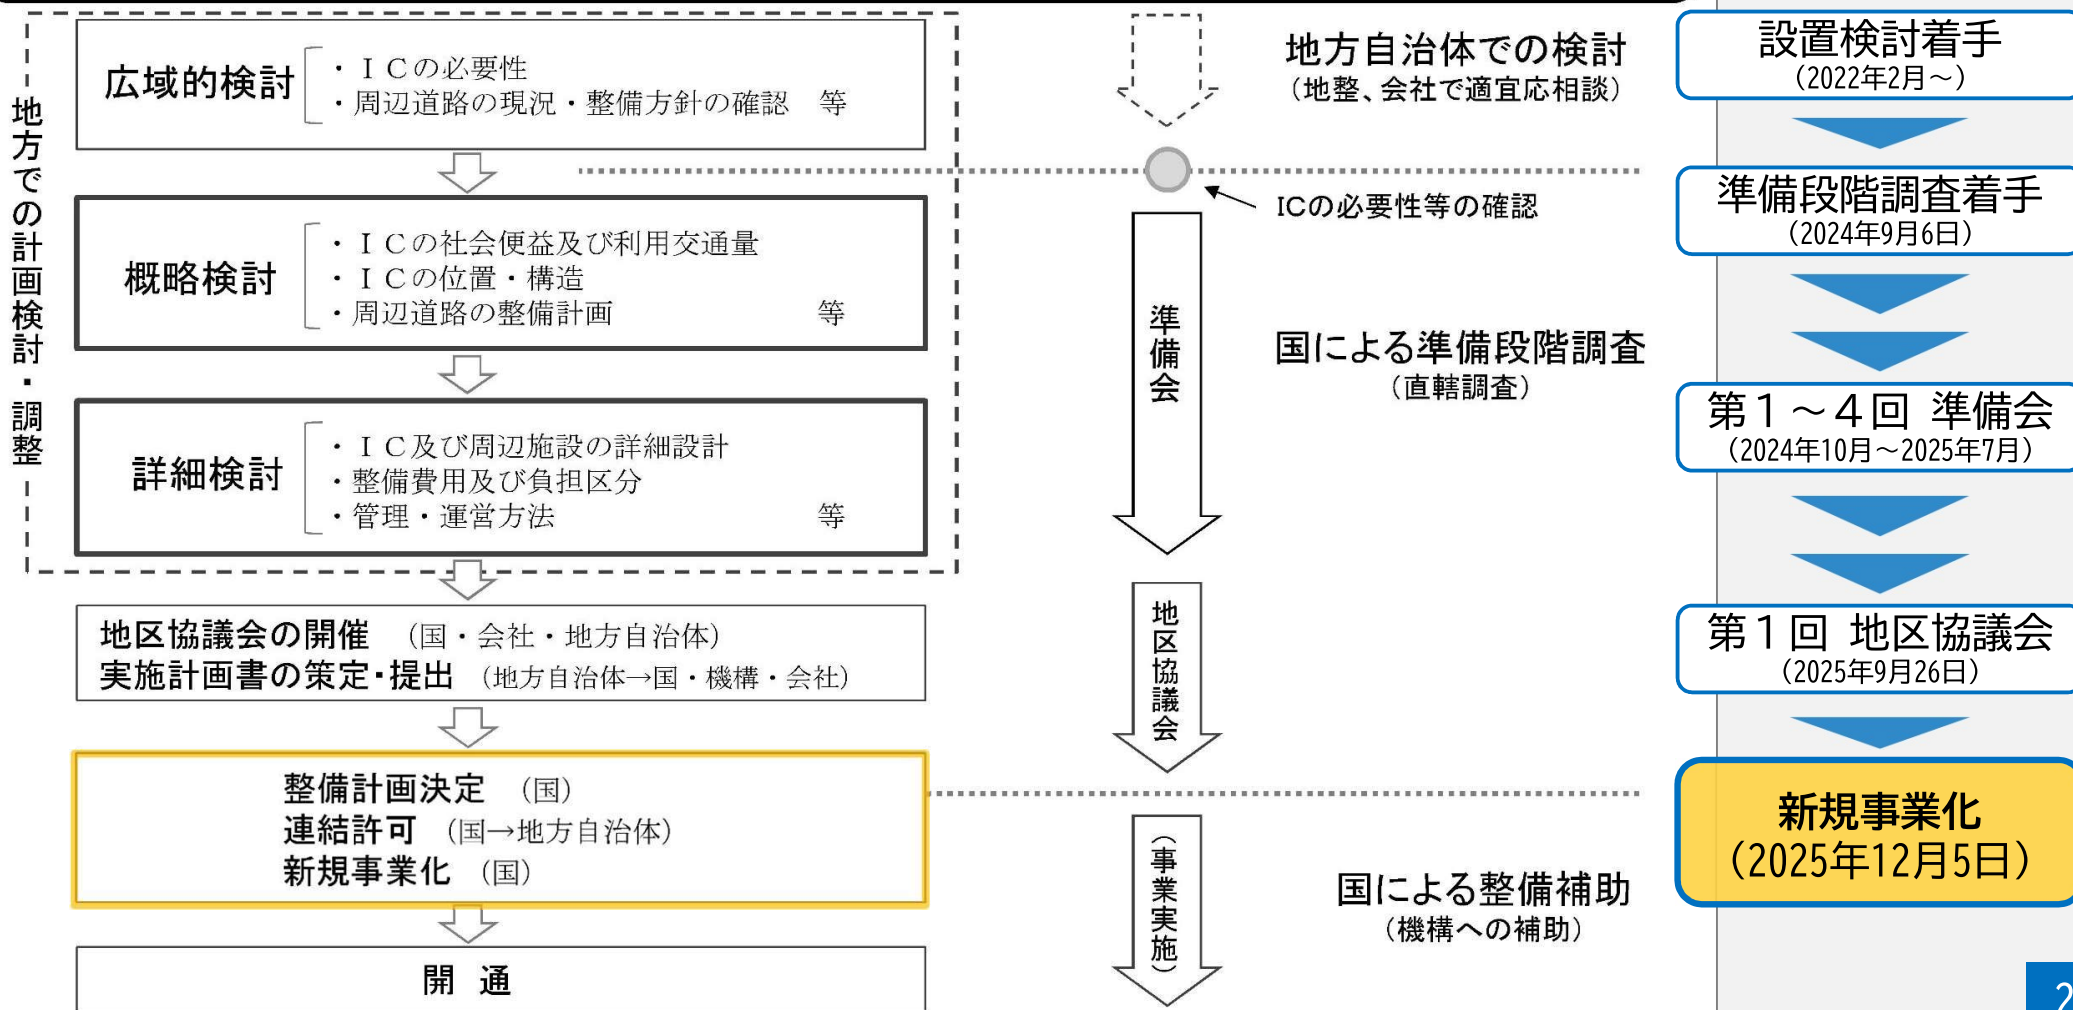 地方での計画検討・調整
広域的検討
・ＩＣの必要性
・周辺道路の現況・整備方針の確認　等
概略検討
・ＩＣの社会便益及び利用交通量
・ＩＣの位置・構造
・周辺道路の整備計画　等
詳細検討
・ＩＣ及び周辺施設の詳細設計
・整備費用及び負担区分
・管理・運営方法　等
地区協議会の開催　（国・会社・地方自治体）
実施計画書の策定・提出　（地方自治体→国・機構・会社）
整備計画決定　（国）
連結許可　（国→地方自治体）
新規事業化　（国）
開　通
地方自治体での検討
（地整、会社で適宜応相談）
ICの必要性等の確認
準備会
国による準備段階調査
（直轄調査）
地区協議会
（事業実施）
国による整備補助
（機構への補助）
設置検討着手
（2022年2月～）
準備段階調査着手
（2024年9月6日）
第１～４回 準備会
（2024年10月～2025年7月）
第１回 地区協議会
（2025年9月26日）
新規事業化
（2025年12月5日）
2